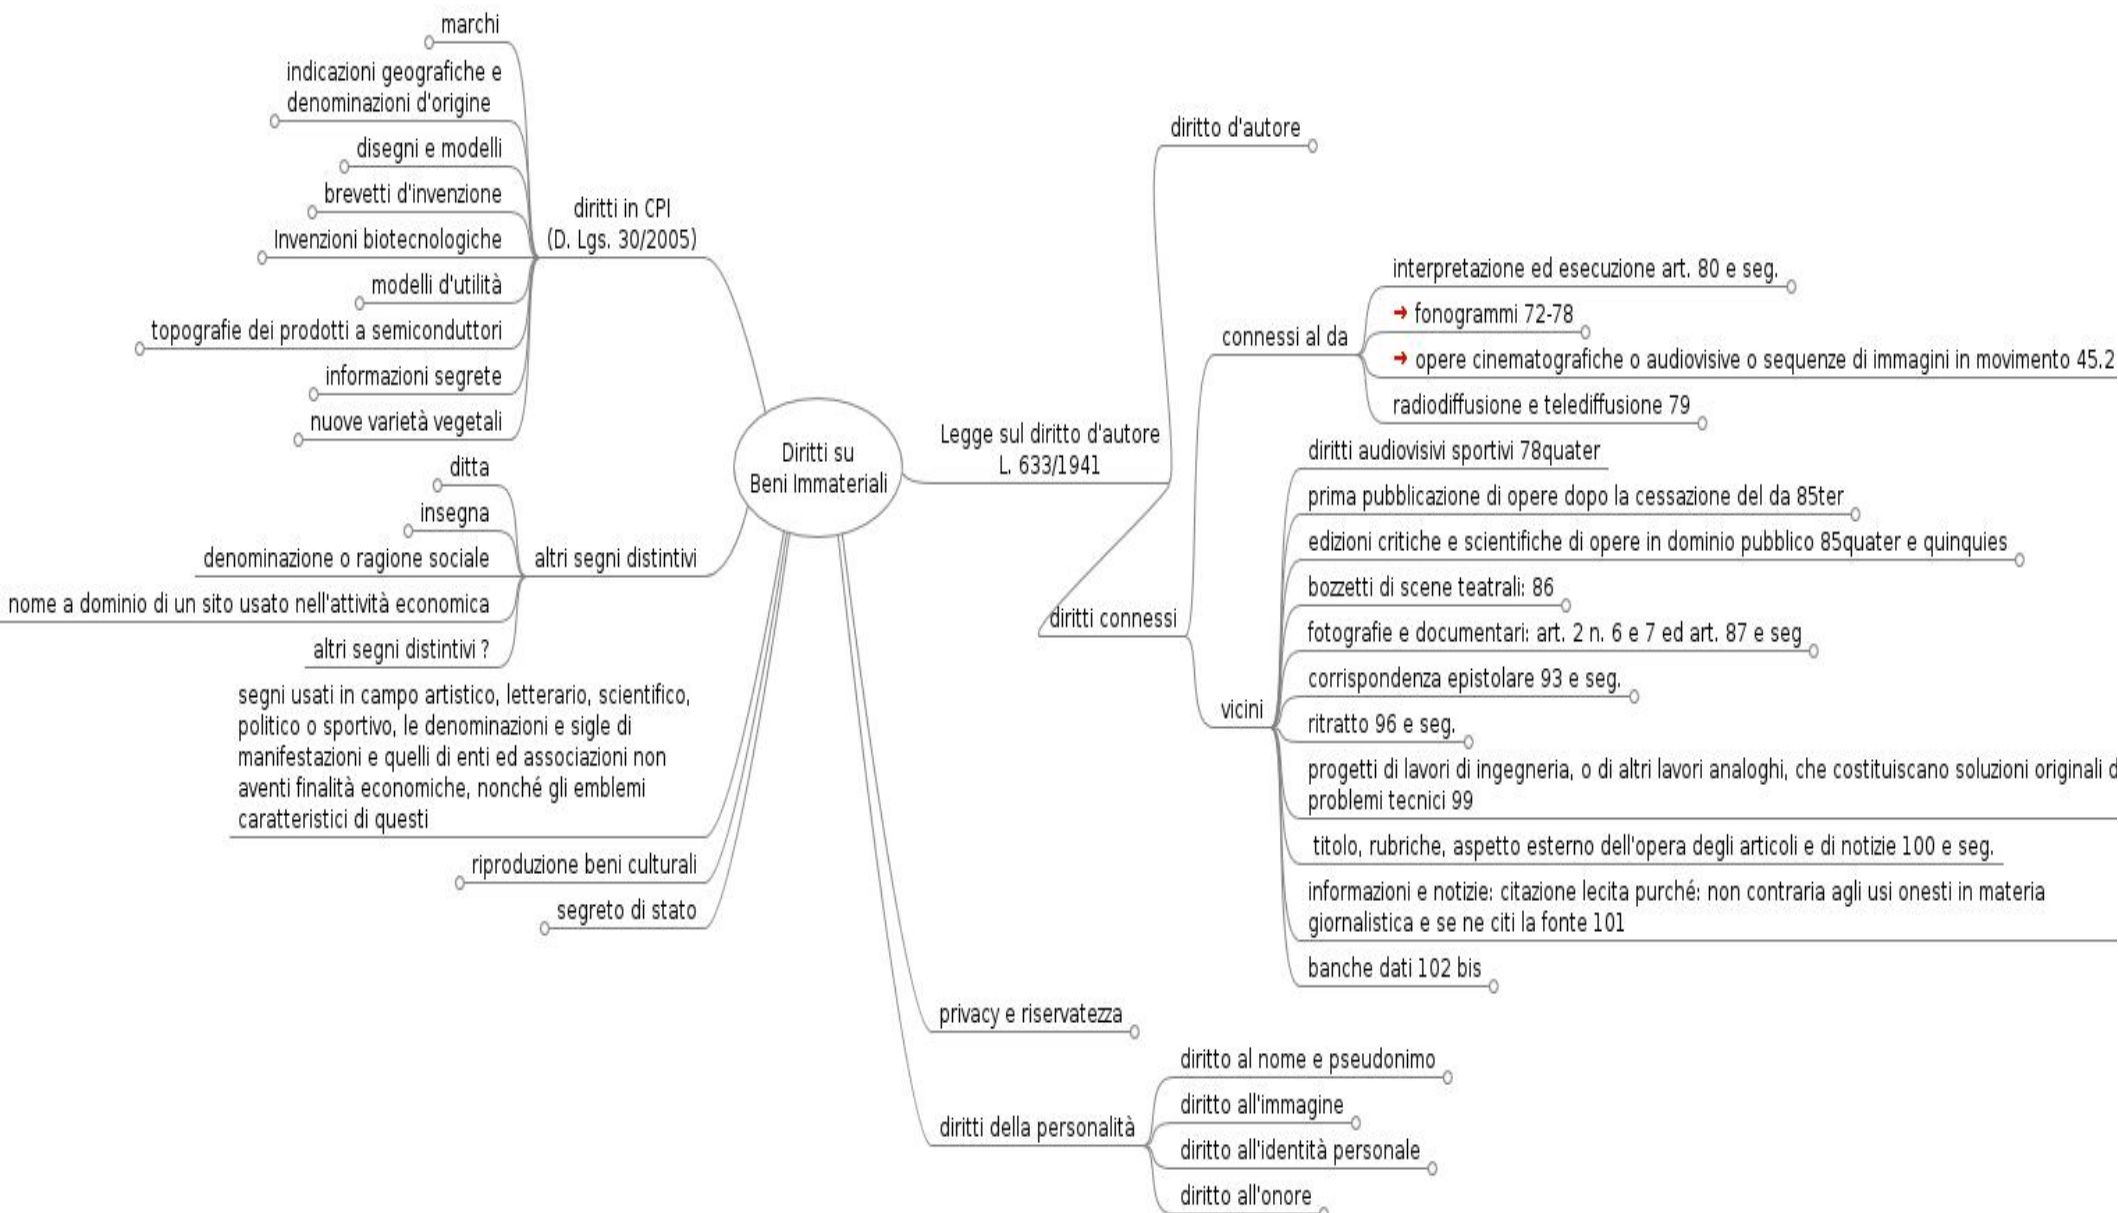 marchi
indicazioni geografiche e
denominazioni d'origine
disegni e modelli
brevetti d'invenzione
Invenzioni biotecnologiche
modelli d'utilità
topografie dei prodotti a semiconduttori
informazioni segrete
nuove varietà vegetali
diritti in CPI
(D. Lgs. 30/2005)
ditta
insegna
denominazione o ragione sociale
nome a dominio di un sito usato nell'attività economica
altri segni distintivi ?
altri segni distintivi
segni usati in campo artistico, letterario, scientifico,
politico o sportivo, le denominazioni e sigle di
manifestazioni e quelli di enti ed associazioni non
aventi finalità economiche, nonché gli emblemi
caratteristici di questi
riproduzione beni culturali
segreto di stato
Diritti su
Beni Immateriali
Legge sul diritto d'autore
L. 633/1941
diritto d'autore
diritti connessi
connessi al da
interpretazione ed esecuzione art. 80 e seg.
fonogrammi 72-78
opere cinematografiche o audiovisive o sequenze di immagini in movimento 45.2
radiodiffusione e telediffusione 79
vicini
diritti audiovisivi sportivi 78quater
prima pubblicazione di opere dopo la cessazione del da 85ter
edizioni critiche e scientifiche di opere in dominio pubblico 85quater e quinquies
bozzetti di scene teatrali: 86
fotografie e documentari: art. 2 n. 6 e 7 ed art. 87 e seg
corrispondenza epistolare 93 e seg.
ritratto 96 e seg.
progetti di lavori di ingegneria, o di altri lavori analoghi, che costituiscano soluzioni originali d
problemi tecnici 99
titolo, rubriche, aspetto esterno dell'opera degli articoli e di notizie 100 e seg.
informazioni e notizie: citazione lecita purché: non contraria agli usi onesti in materia
giornalistica e se ne citi la fonte 101
banche dati 102 bis
privacy e riservatezza
diritti della personalità
diritto al nome e pseudonimo
diritto all'immagine
diritto all'identità personale
diritto all'onore